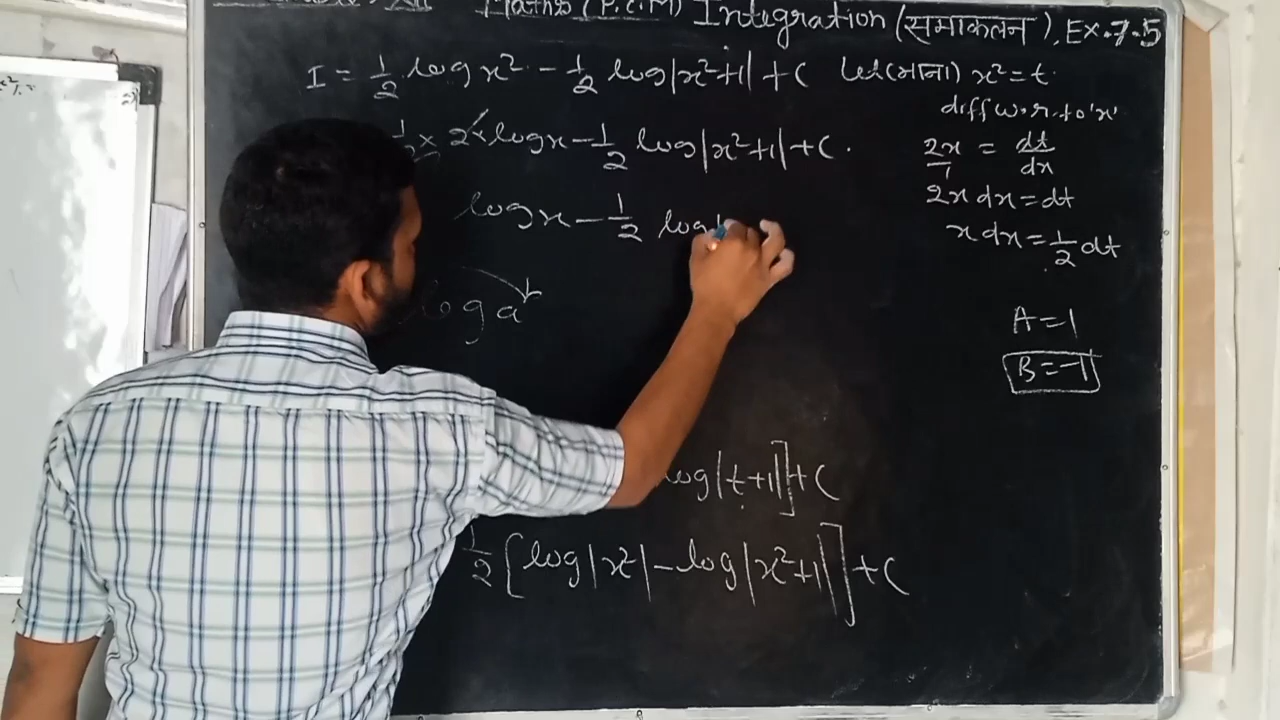 Maths (P.C.M) Integration (समाकलन), Ex.7.5
I = 1/2 log x² - 1/2 log|x²+1| + C Let (माना) x² = t
diff w.r.to 'x'
1/2 × 2 × log x - 1/2 log|x²+1| + C.
2x/1 = dt/dx
2x dx = dt
log x - 1/2 log
x dx = 1/2 dt
log a
A = 1
B = -1
log|t+1|] + C
1/2 [log|x²| - log|x²+1|] + C